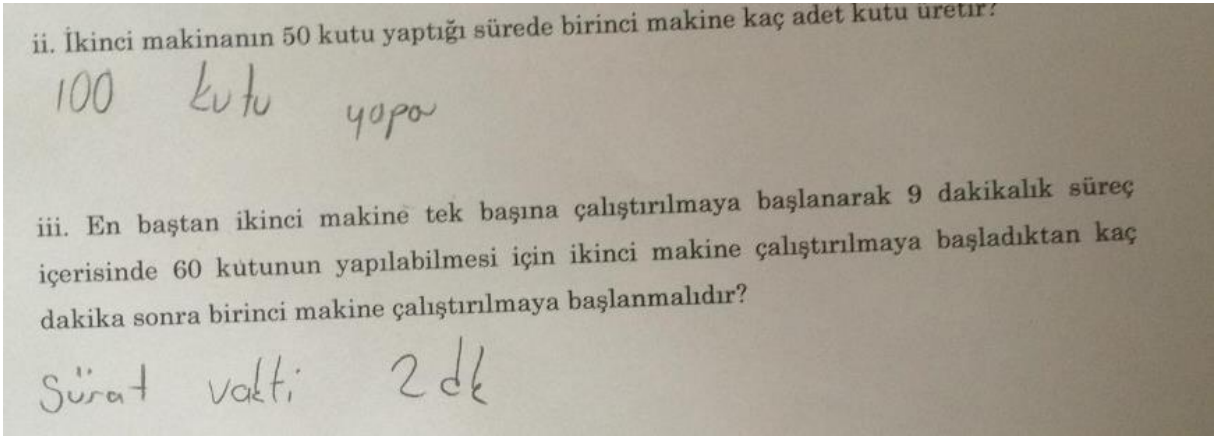 ii. İkinci makinanın 50 kutu yaptığı sürede birinci makine kaç adet kutu üretir?
100 kutu yapa
iii. En baştan ikinci makine tek başına çalıştırılmaya başlanarak 9 dakikalık süreç
içerisinde 60 kutunun yapılabilmesi için ikinci makine çalıştırılmaya başladıktan kaç
dakika sonra birinci makine çalıştırılmaya başlanmalıdır?
Sürat vakti 2 dk